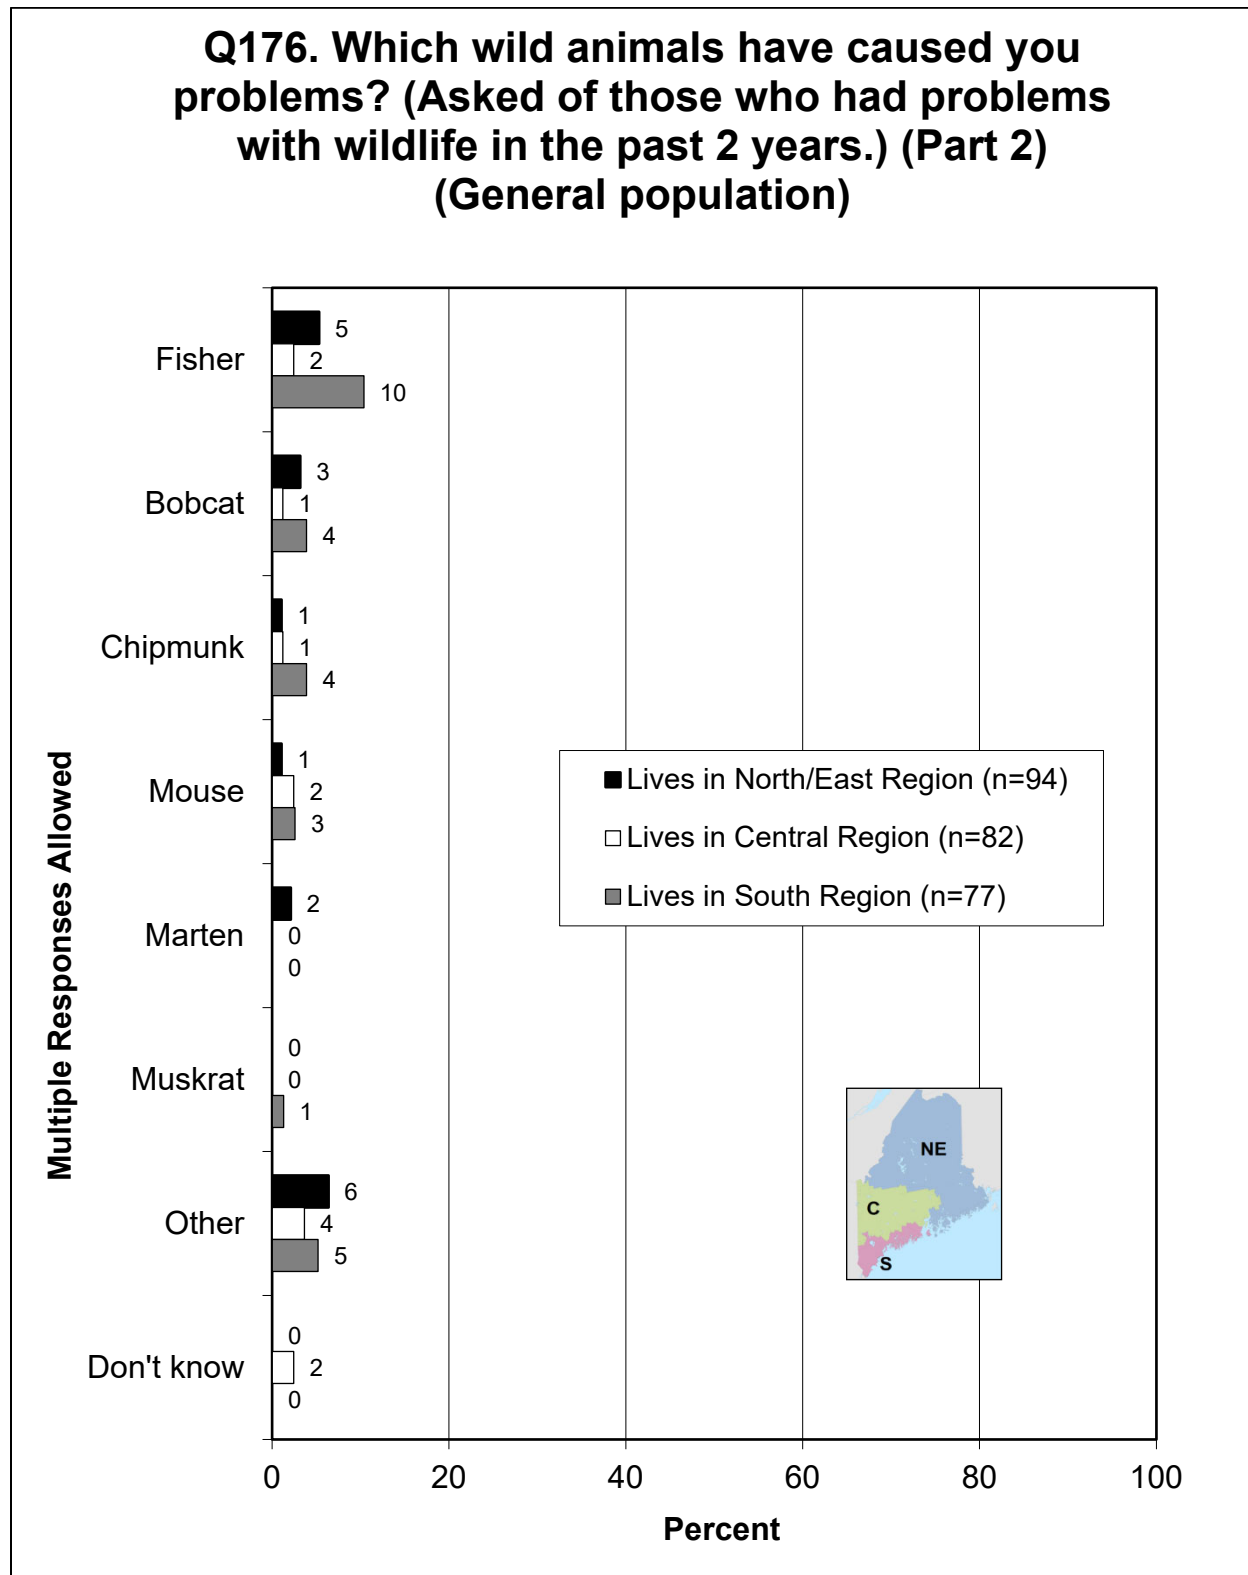 Q176. Which wild animals have caused you
problems? (Asked of those who had problems
with wildlife in the past 2 years.) (Part 2)
(General population)
Multiple Responses Allowed
Fisher
5
2
10
Bobcat
3
1
4
Chipmunk
1
1
4
Mouse
1
2
3
Marten
2
0
0
Muskrat
0
0
1
Other
6
4
5
Don't know
0
2
0
Lives in North/East Region (n=94)
Lives in Central Region (n=82)
Lives in South Region (n=77)
NE
C
S
0 20 40 60 80 100
Percent